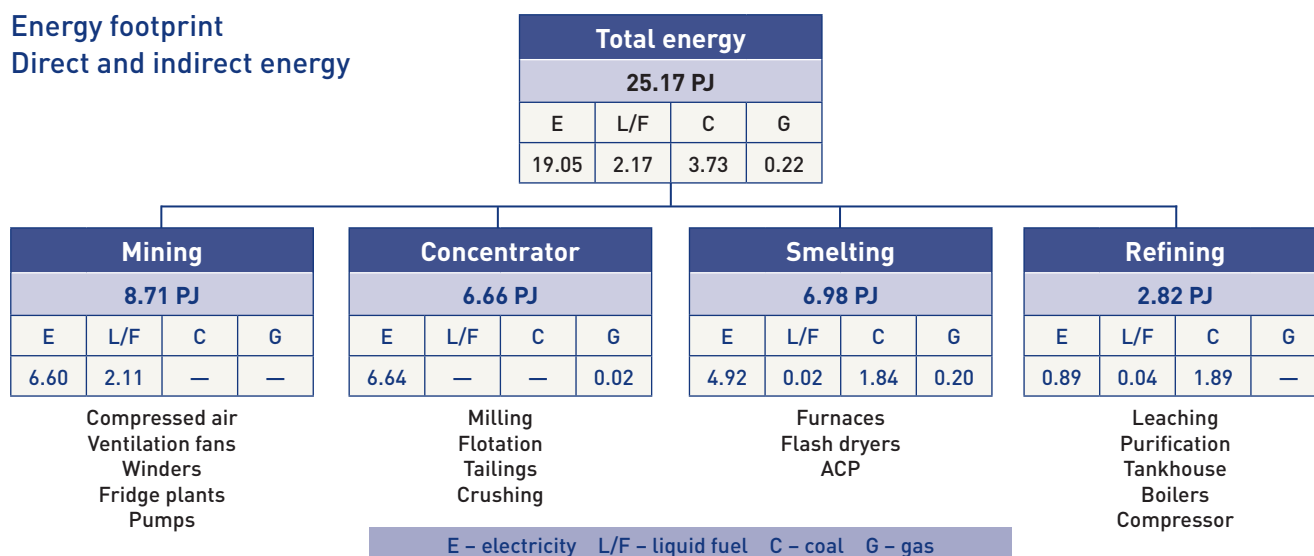 Energy footprint
Direct and indirect energy
Total energy
25.17 PJ
E L/F C G
19.05 2.17 3.73 0.22
Mining
8.71 PJ
E L/F C G
6.60 2.11 — —
Compressed air
Ventilation fans
Winders
Fridge plants
Pumps
Concentrator
6.66 PJ
E L/F C G
6.64 — — 0.02
Milling
Flotation
Tailings
Crushing
Smelting
6.98 PJ
E L/F C G
4.92 0.02 1.84 0.20
Furnaces
Flash dryers
ACP
Refining
2.82 PJ
E L/F C G
0.89 0.04 1.89 —
Leaching
Purification
Tankhouse
Boilers
Compressor
E – electricity L/F – liquid fuel C – coal G – gas